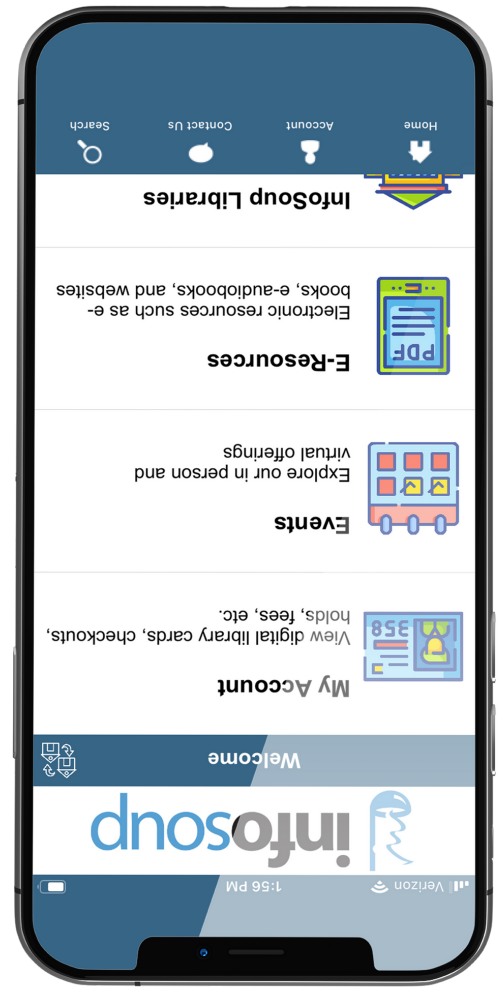 Verizon 1:56 PM
infosoup
Welcome
My Account
View digital library cards, checkouts,
holds, fees, etc.
358
Events
Explore our in person and
virtual offerings
E-Resources
Electronic resources such as e-
books, e-audiobooks, and websites
PDF
InfoSoup Libraries
Home Account Contact Us Search